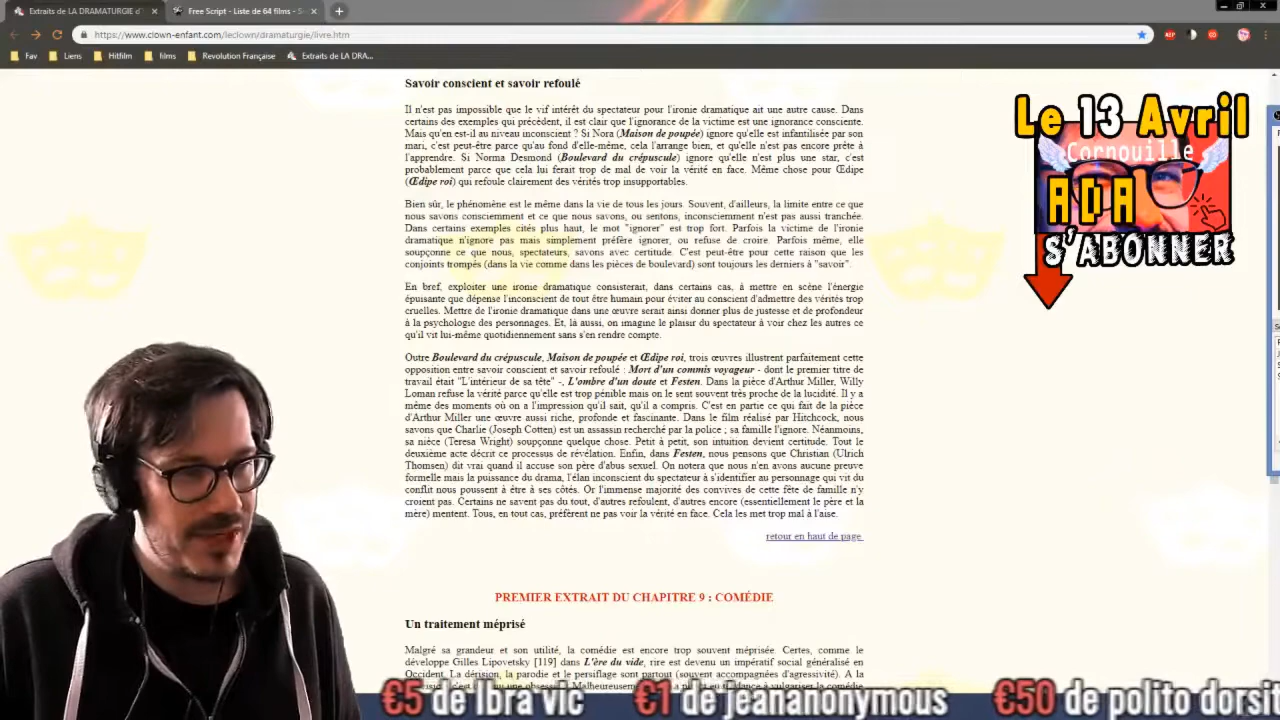 Extraits de LA DRAMATURGIE d'
Free Script - Liste de 64 films - S
https://www.clown-enfant.com/leclown/dramaturgie/livre.htm
Fav
Liens
Hitfilm
films
Revolution Française
Extraits de LA DRA...
Savoir conscient et savoir refoulé
Il n'est pas impossible que le vif intérêt du spectateur pour l'ironie dramatique ait une autre cause. Dans
certains des exemples qui précèdent, il est clair que l'ignorance de la victime est une ignorance consciente.
Mais qu'en est-il au niveau inconscient ? Si Nora (Maison de poupée) ignore qu'elle est infantilisée par son
mari, c'est peut-être parce qu'au fond d'elle-même, cela l'arrange bien, et qu'elle n'est pas encore prête à
l'apprendre. Si Norma Desmond (Boulevard du crépuscule) ignore qu'elle n'est plus une star, c'est
probablement parce que cela lui ferait trop de mal de voir la vérité en face. Même chose pour Œdipe
(Œdipe roi) qui refoule clairement des vérités trop insupportables.
Bien sûr, le phénomène est le même dans la vie de tous les jours. Souvent, d'ailleurs, la limite entre ce que
nous savons consciemment et ce que nous savons, ou sentons, inconsciemment n'est pas aussi tranchée.
Dans certains exemples cités plus haut, le mot "ignorer" est trop fort. Parfois la victime de l'ironie
dramatique n'ignore pas mais simplement préfère ignorer, ou refuse de croire. Parfois même, elle
soupçonne ce que nous, spectateurs, savons avec certitude. C'est peut-être pour cette raison que les
conjoints trompés (dans la vie comme dans les pièces de boulevard) sont toujours les derniers à "savoir".
En bref, exploiter une ironie dramatique consisterait, dans certains cas, à mettre en scène l'énergie
épuisante que dépense l'inconscient de tout être humain pour éviter au conscient d'admettre des vérités trop
cruelles. Mettre de l'ironie dramatique dans une œuvre serait ainsi donner plus de justesse et de profondeur
à la psychologie des personnages. Et, là aussi, on imagine le plaisir du spectateur à voir chez les autres ce
qu'il vit lui-même quotidiennement sans s'en rendre compte.
Outre Boulevard du crépuscule, Maison de poupée et Œdipe roi, trois œuvres illustrent parfaitement cette
opposition entre savoir conscient et savoir refoulé : Mort d'un commis voyageur - dont le premier titre de
travail était "L'intérieur de sa tête" -, L'ombre d'un doute et Festen. Dans la pièce d'Arthur Miller, Willy
Loman refuse la vérité parce qu'elle est trop pénible mais on le sent souvent très proche de la lucidité. Il y a
même des moments où on a l'impression qu'il sait, qu'il a compris. C'est en partie ce qui fait de la pièce
d'Arthur Miller une œuvre aussi riche, profonde et fascinante. Dans le film réalisé par Hitchcock, nous
savons que Charlie (Joseph Cotten) est un assassin recherché par la police ; sa famille l'ignore. Néanmoins,
sa nièce (Teresa Wright) soupçonne quelque chose. Petit à petit, son intuition devient certitude. Tout le
deuxième acte décrit ce processus de révélation. Enfin, dans Festen, nous pensons que Christian (Ulrich
Thomsen) dit vrai quand il accuse son père d'abus sexuel. On notera que nous n'en avons aucune preuve
formelle mais la puissance du drama, l'élan inconscient du spectateur à s'identifier au personnage qui vit du
conflit nous poussent à être à ses côtés. Or l'immense majorité des convives de cette fête de famille n'y
croient pas. Certains ne savent pas du tout, d'autres refoulent, d'autres encore (essentiellement le père et la
mère) mentent. Tous, en tout cas, préfèrent ne pas voir la vérité en face. Cela les met trop mal à l'aise.
retour en haut de page
PREMIER EXTRAIT DU CHAPITRE 9 : COMÉDIE
Un traitement méprisé
Malgré sa grandeur et son utilité, la comédie est encore trop souvent méprisée. Certes, comme le
développe Gilles Lipovetsky [119] dans L'ère du vide, rire est devenu un impératif social généralisé en
Occident. La dérision, la parodie et le persiflage sont partout (souvent accompagnées d'agressivité). A la
Le 13 Avril
Cornouille
ADA
S'ABONNER
€5 de ibra vic €1 de jeananonymous €50 de polito dorsit